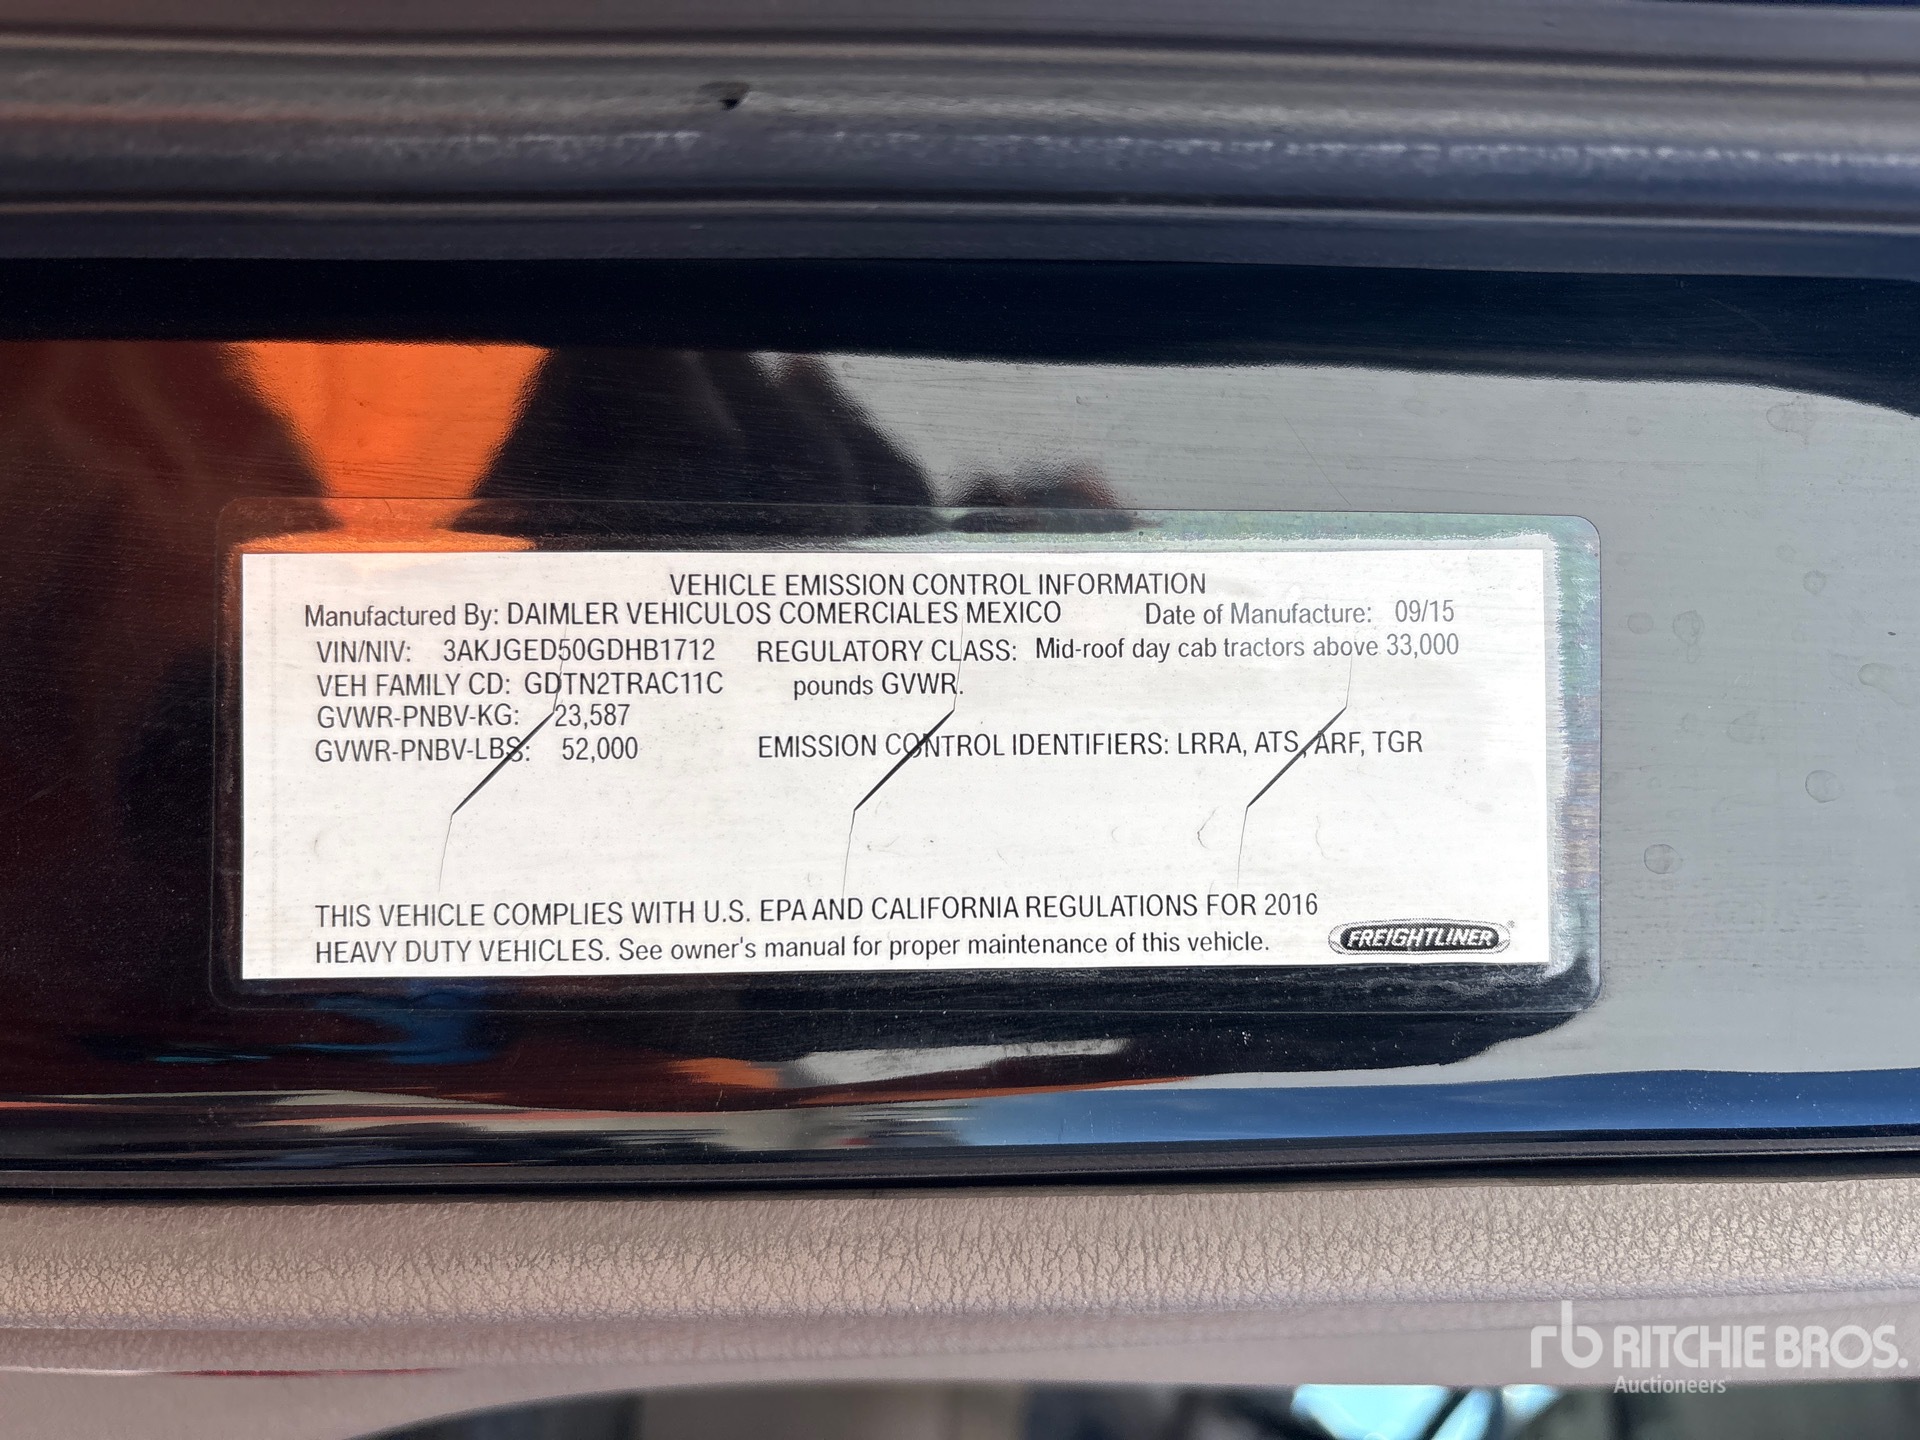 VEHICLE EMISSION CONTROL INFORMATION
Manufactured By: DAIMLER VEHICULOS COMERCIALES MEXICO Date of Manufacture: 09/15
VIN/NIV: 3AKJGED50GDHB1712 REGULATORY CLASS: Mid-roof day cab tractors above 33,000
VEH FAMILY CD: GDTN2TRAC11C pounds GVWR.
GVWR-PNBV-KG: 23,587
GVWR-PNBV-LBS: 52,000 EMISSION CONTROL IDENTIFIERS: LRRA, ATS, ARF, TGR
THIS VEHICLE COMPLIES WITH U.S. EPA AND CALIFORNIA REGULATIONS FOR 2016
HEAVY DUTY VEHICLES. See owner's manual for proper maintenance of this vehicle.
FREIGHTLINER®
rb RITCHIE BROS.
Auctioneers